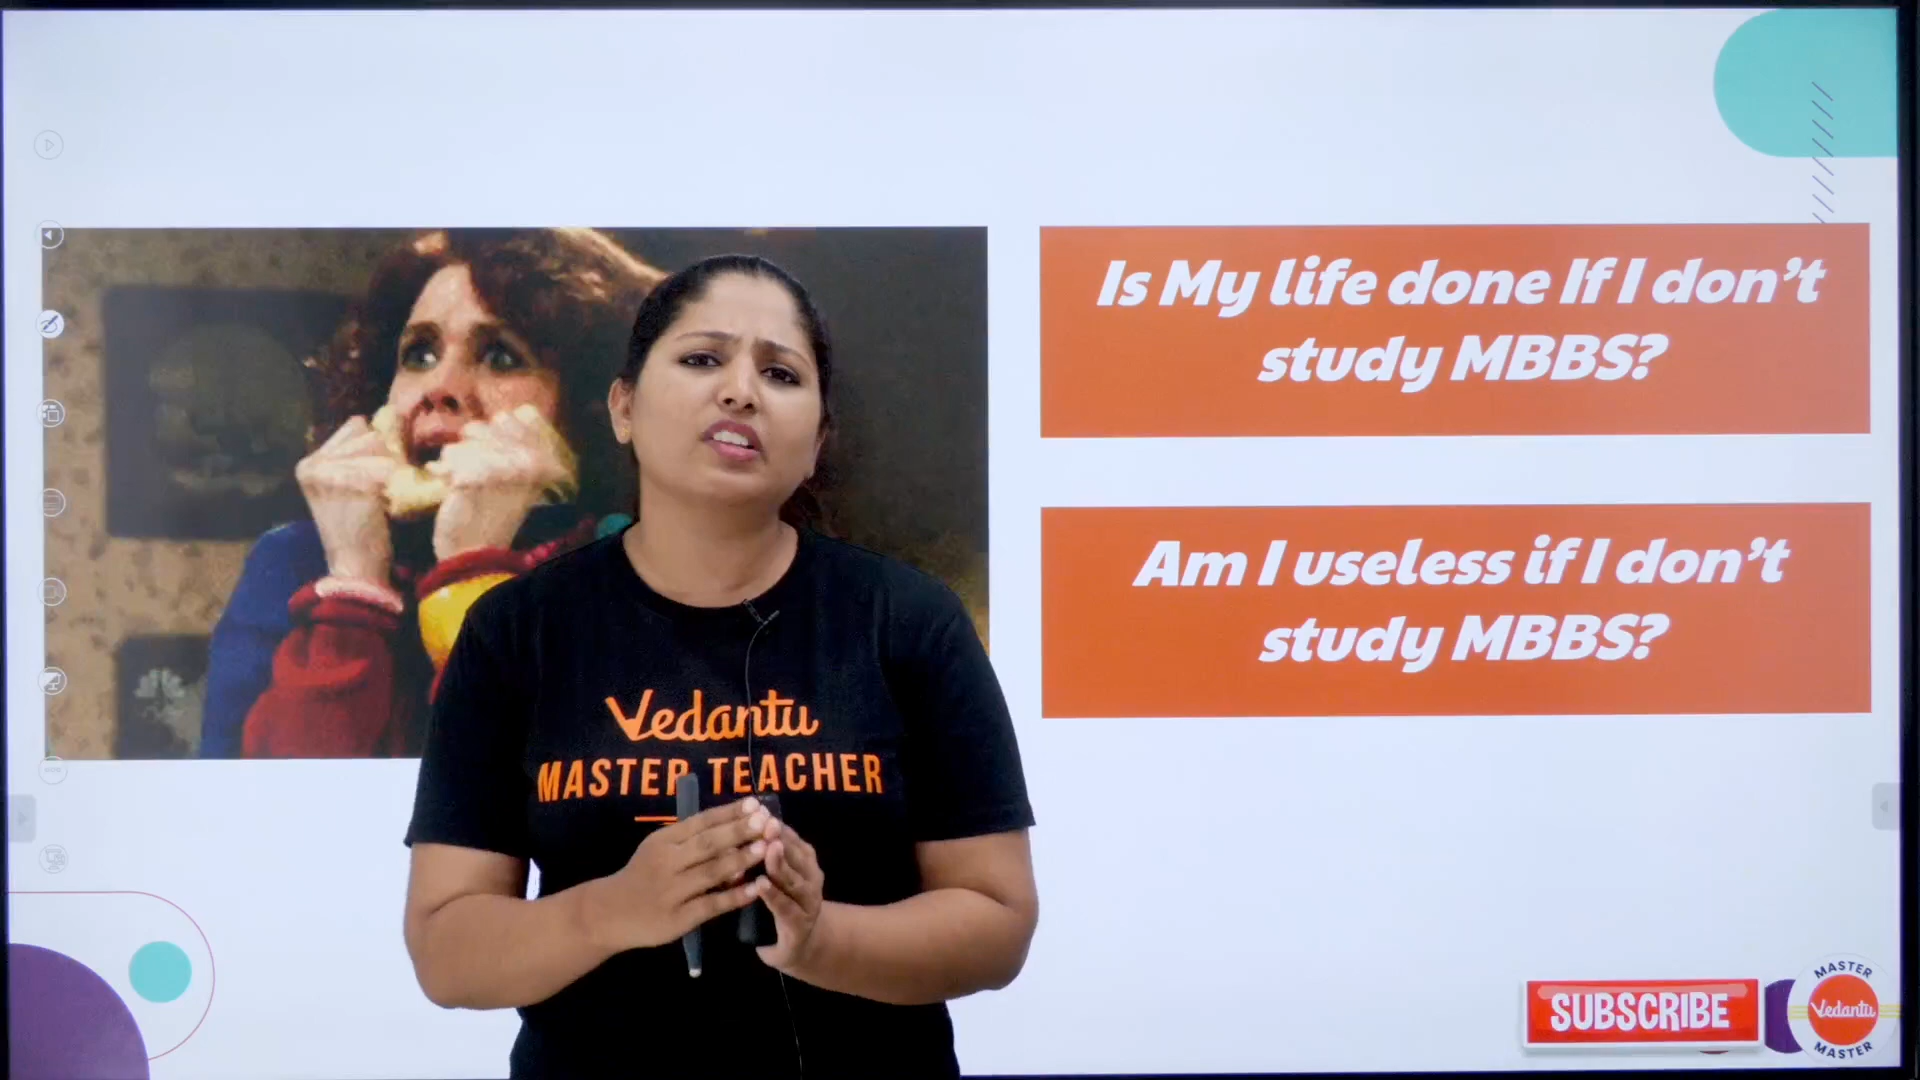 Is My life done If I don't
study MBBS?
Am I useless if I don't
study MBBS?
Vedantu
MASTER TEACHER
SUBSCRIBE
MASTER
Vedantu
MASTER